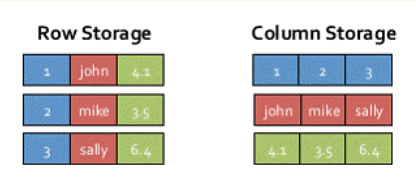 Row Storage
1 john 4.1
2 mike 3.5
3 sally 6.4
Column Storage
1 2 3
john mike sally
4.1 3.5 6.4